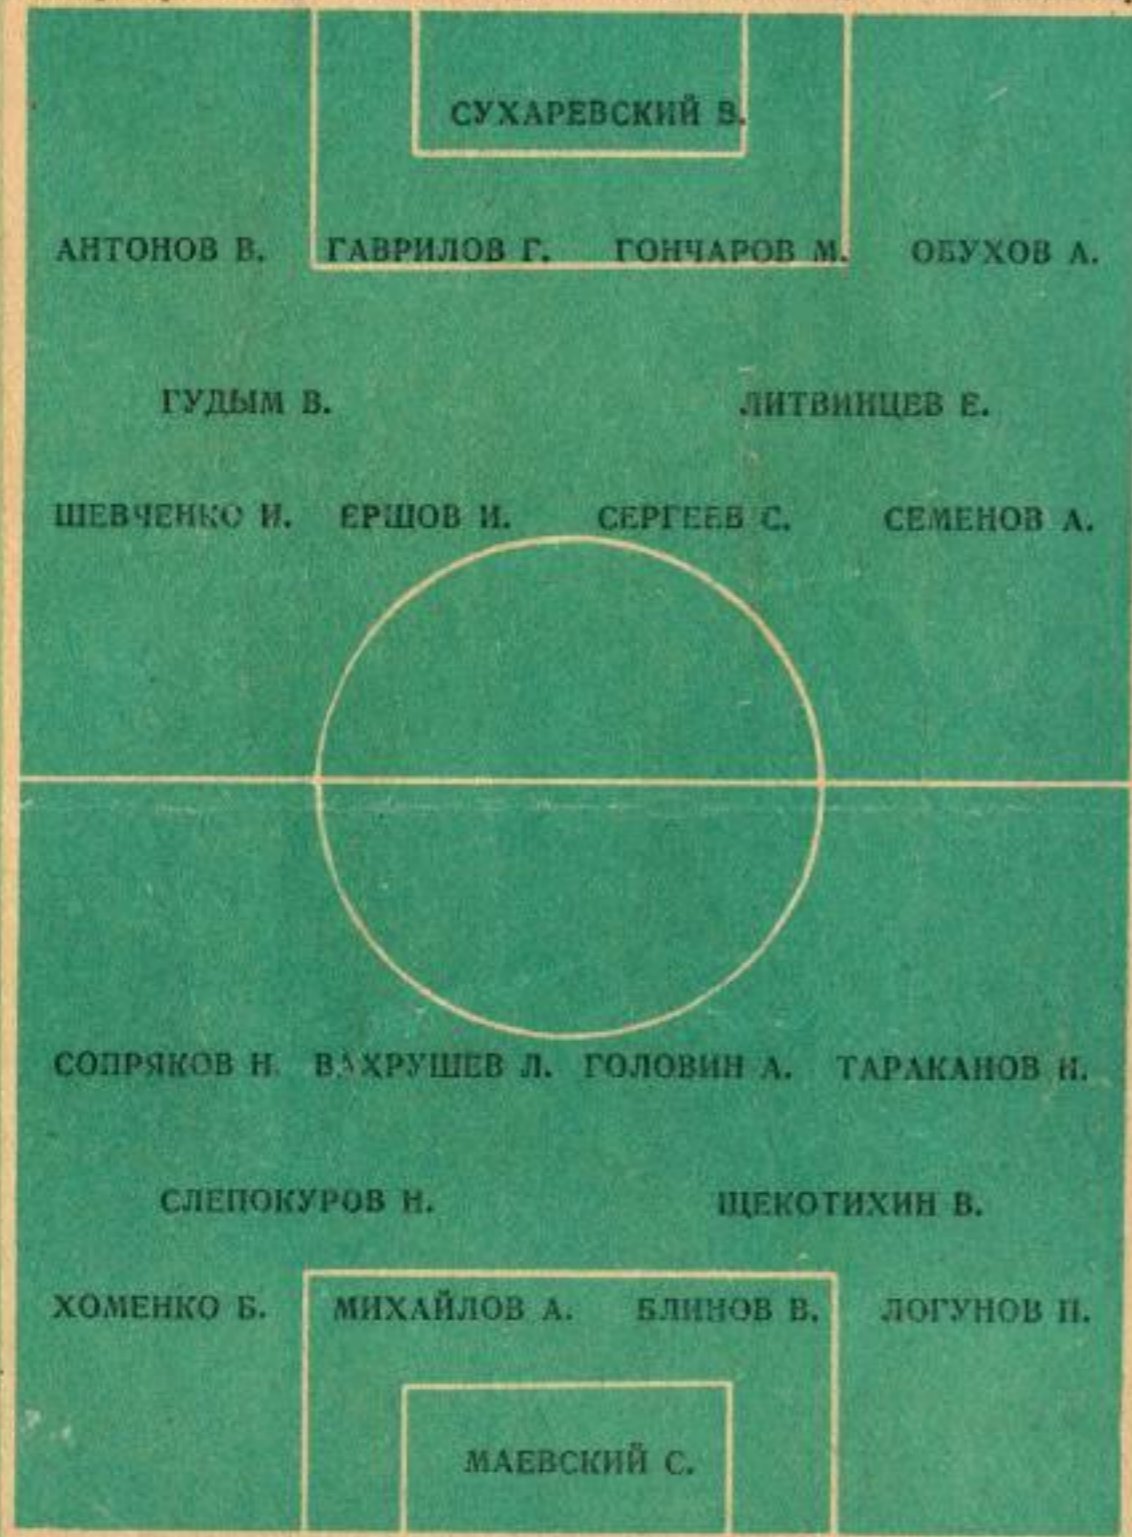 СУХАРЕВСКИЙ В.
АНТОНОВ В. ГАВРИЛОВ Г. ГОНЧАРОВ М. ОБУХОВ А.
ГУДЫМ В. ЛИТВИНЦЕВ Е.
ШЕВЧЕНКО И. ЕРШОВ И. СЕРГЕЕВ С. СЕМЕНОВ А.
СОПРЯКОВ Н. ВАХРУШЕВ Л. ГОЛОВИН А. ТАРАКАНОВ Н.
СЛЕПОКУРОВ Н. ЩЕКОТИХИН В.
ХОМЕНКО Б. МИХАЙЛОВ А. БЛИНОВ В. ЛОГУНОВ П.
МАЕВСКИЙ С.